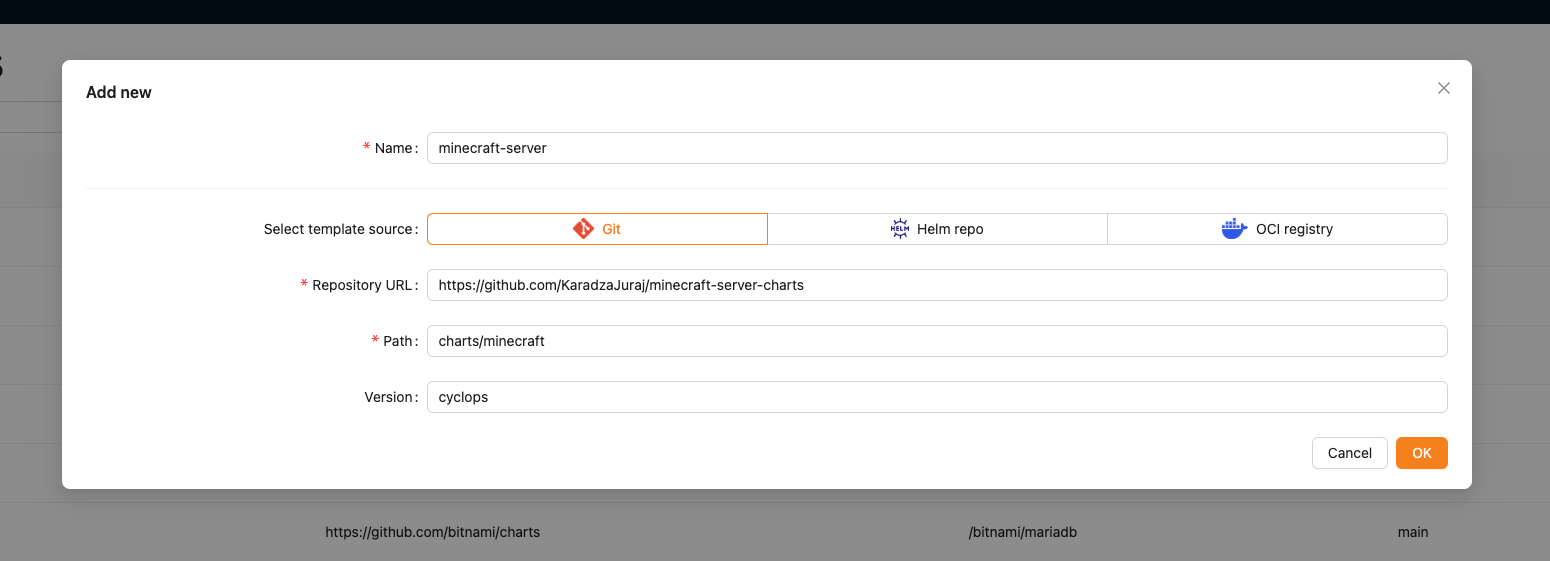 Add new
* Name: minecraft-server
Select template source: Git HELM Helm repo OCI registry
* Repository URL: https://github.com/KaradzaJuraj/minecraft-server-charts
* Path: charts/minecraft
Version: cyclops
Cancel OK
https://github.com/bitnami/charts /bitnami/mariadb main